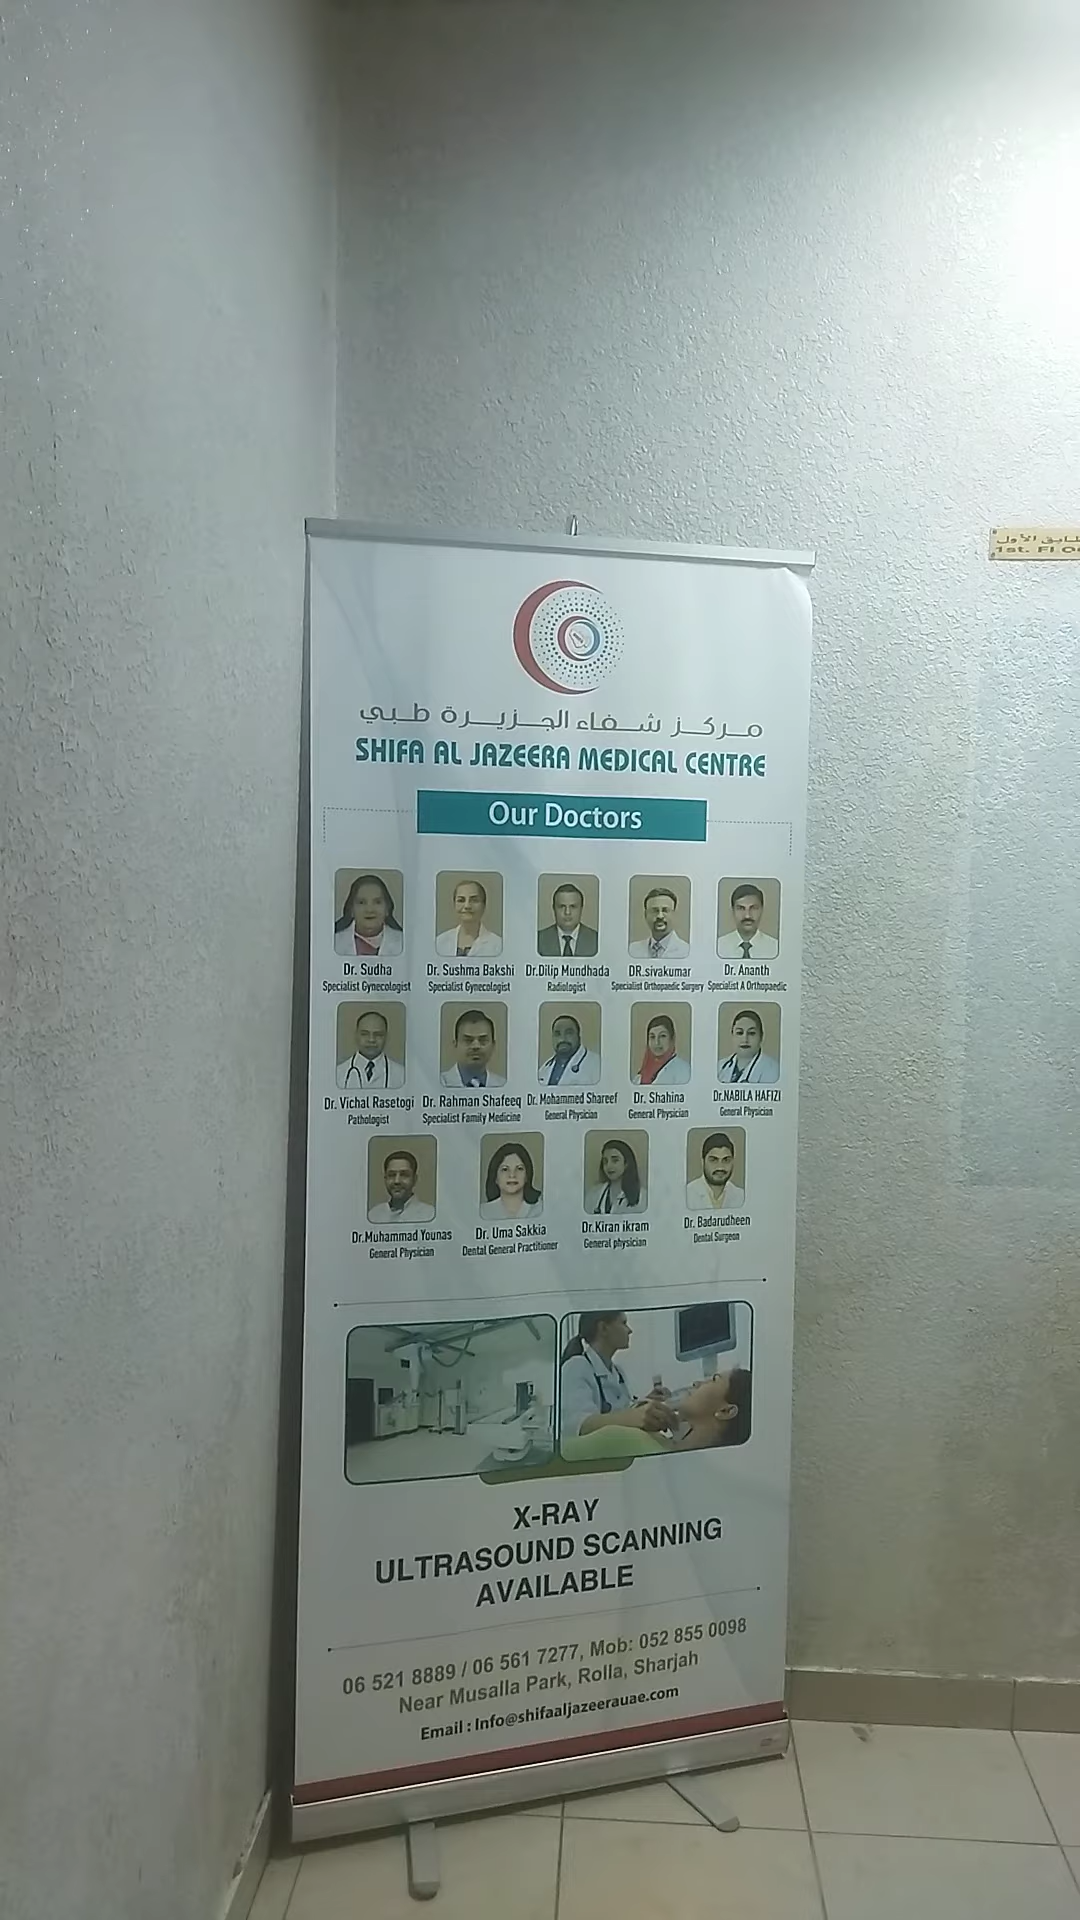 الطابق الأول
1st. Fl
مركز شفاء الجزيرة طبي
SHIFA AL JAZEERA MEDICAL CENTRE
Our Doctors
Dr. Sudha
Specialist Gynecologist
Dr. Sushma Bakshi
Specialist Gynecologist
Dr.Dilip Mundhada
Radiologist
DR.sivakumar
Specialist Orthopaedic Surgery
Dr. Ananth
Specialist A Orthopaedic
Dr. Vichal Rasetogi
Pathologist
Dr. Rahman Shafeeq
Specialist Family Medicine
Dr. Mohammed Shareef
General Physician
Dr. Shahina
General Physician
Dr.NABILA HAFIZI
General Physician
Dr.Muhammad Younas
General Physician
Dr. Uma Sakkia
Dental General Practitioner
Dr.Kiran ikram
General physician
Dr. Badarudheen
Dental Surgeon
X-RAY
ULTRASOUND SCANNING
AVAILABLE
06 521 8889 / 06 561 7277, Mob: 052 855 0098
Near Musalla Park, Rolla, Sharjah
Email : Info@shifaaljazeerauae.com